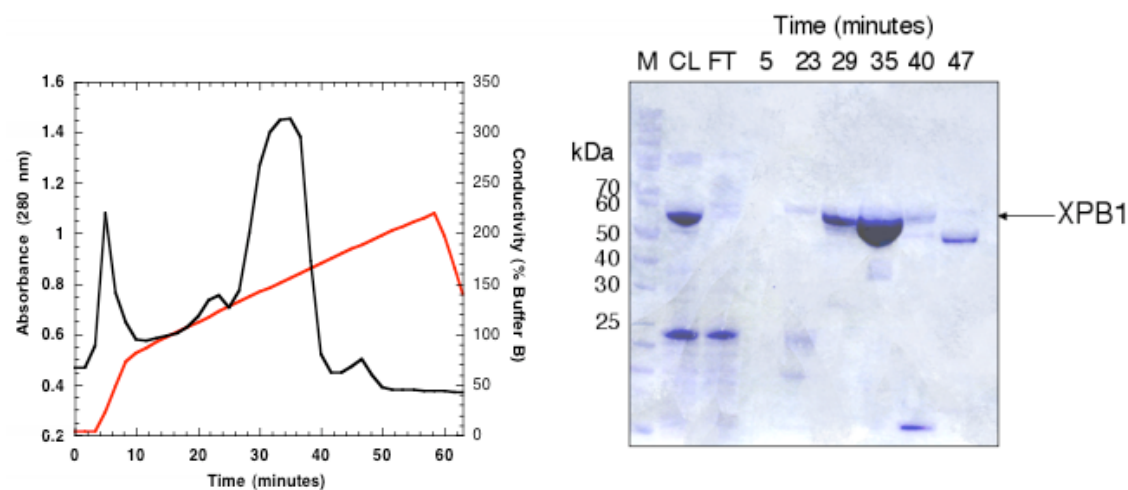 1.6
1.4
1.2
1
0.8
0.6
0.4
0.2
Absorbance (280 nm)
350
300
250
200
150
100
50
0
Conductivity (% Buffer B)
0 10 20 30 40 50 60
Time (minutes)
Time (minutes)
M CL FT 5 23 29 35 40 47
kDa
70
60
50
40
30
25
XPB1